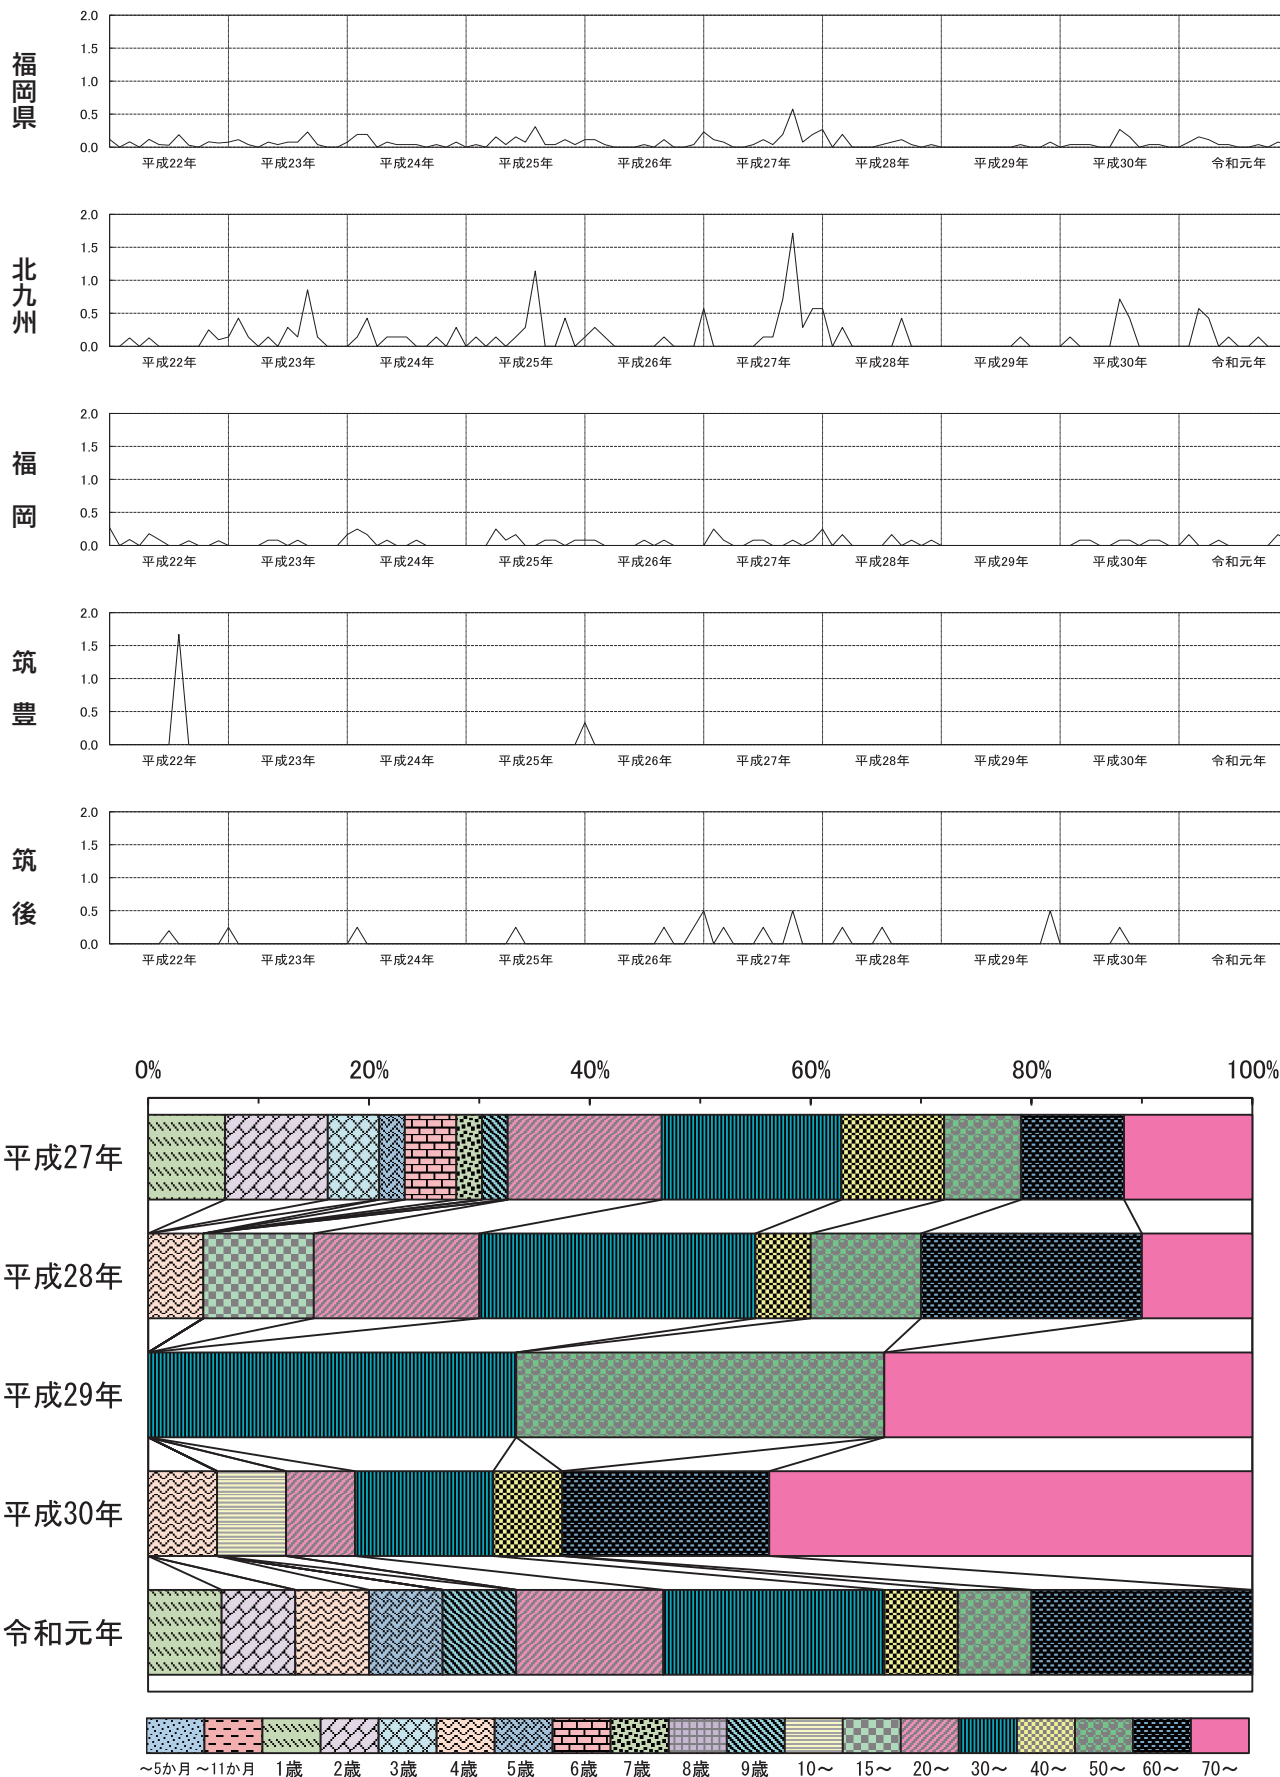 福岡県
2.0
1.5
1.0
0.5
0.0
平成22年 平成23年 平成24年 平成25年 平成26年 平成27年 平成28年 平成29年 平成30年 令和元年
北九州
2.0
1.5
1.0
0.5
0.0
平成22年 平成23年 平成24年 平成25年 平成26年 平成27年 平成28年 平成29年 平成30年 令和元年
福岡
2.0
1.5
1.0
0.5
0.0
平成22年 平成23年 平成24年 平成25年 平成26年 平成27年 平成28年 平成29年 平成30年 令和元年
筑豊
2.0
1.5
1.0
0.5
0.0
平成22年 平成23年 平成24年 平成25年 平成26年 平成27年 平成28年 平成29年 平成30年 令和元年
筑後
2.0
1.5
1.0
0.5
0.0
平成22年 平成23年 平成24年 平成25年 平成26年 平成27年 平成28年 平成29年 平成30年 令和元年
0% 20% 40% 60% 80% 100%
平成27年
平成28年
平成29年
平成30年
令和元年
～5か月 ～11か月 1歳 2歳 3歳 4歳 5歳 6歳 7歳 8歳 9歳 10～ 15～ 20～ 30～ 40～ 50～ 60～ 70～